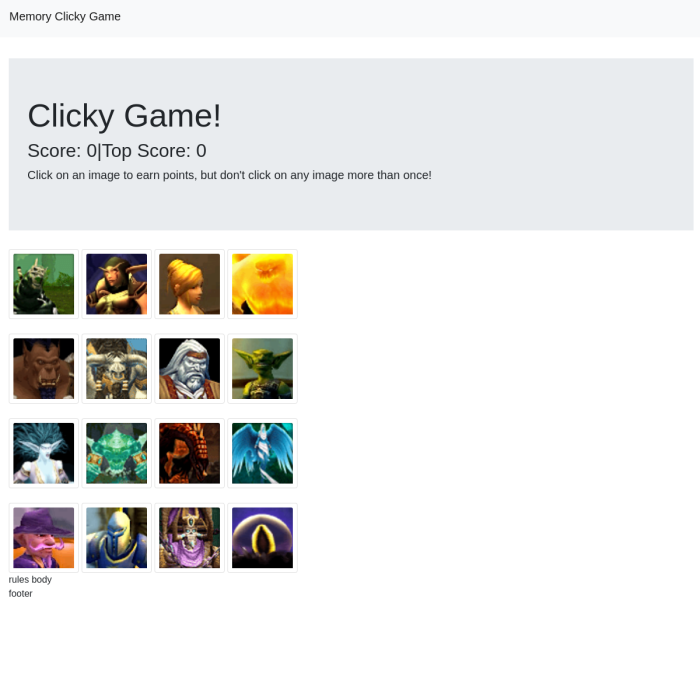 Memory Clicky Game
Clicky Game!
Score: 0|Top Score: 0
Click on an image to earn points, but don't click on any image more than once!
rules body
footer